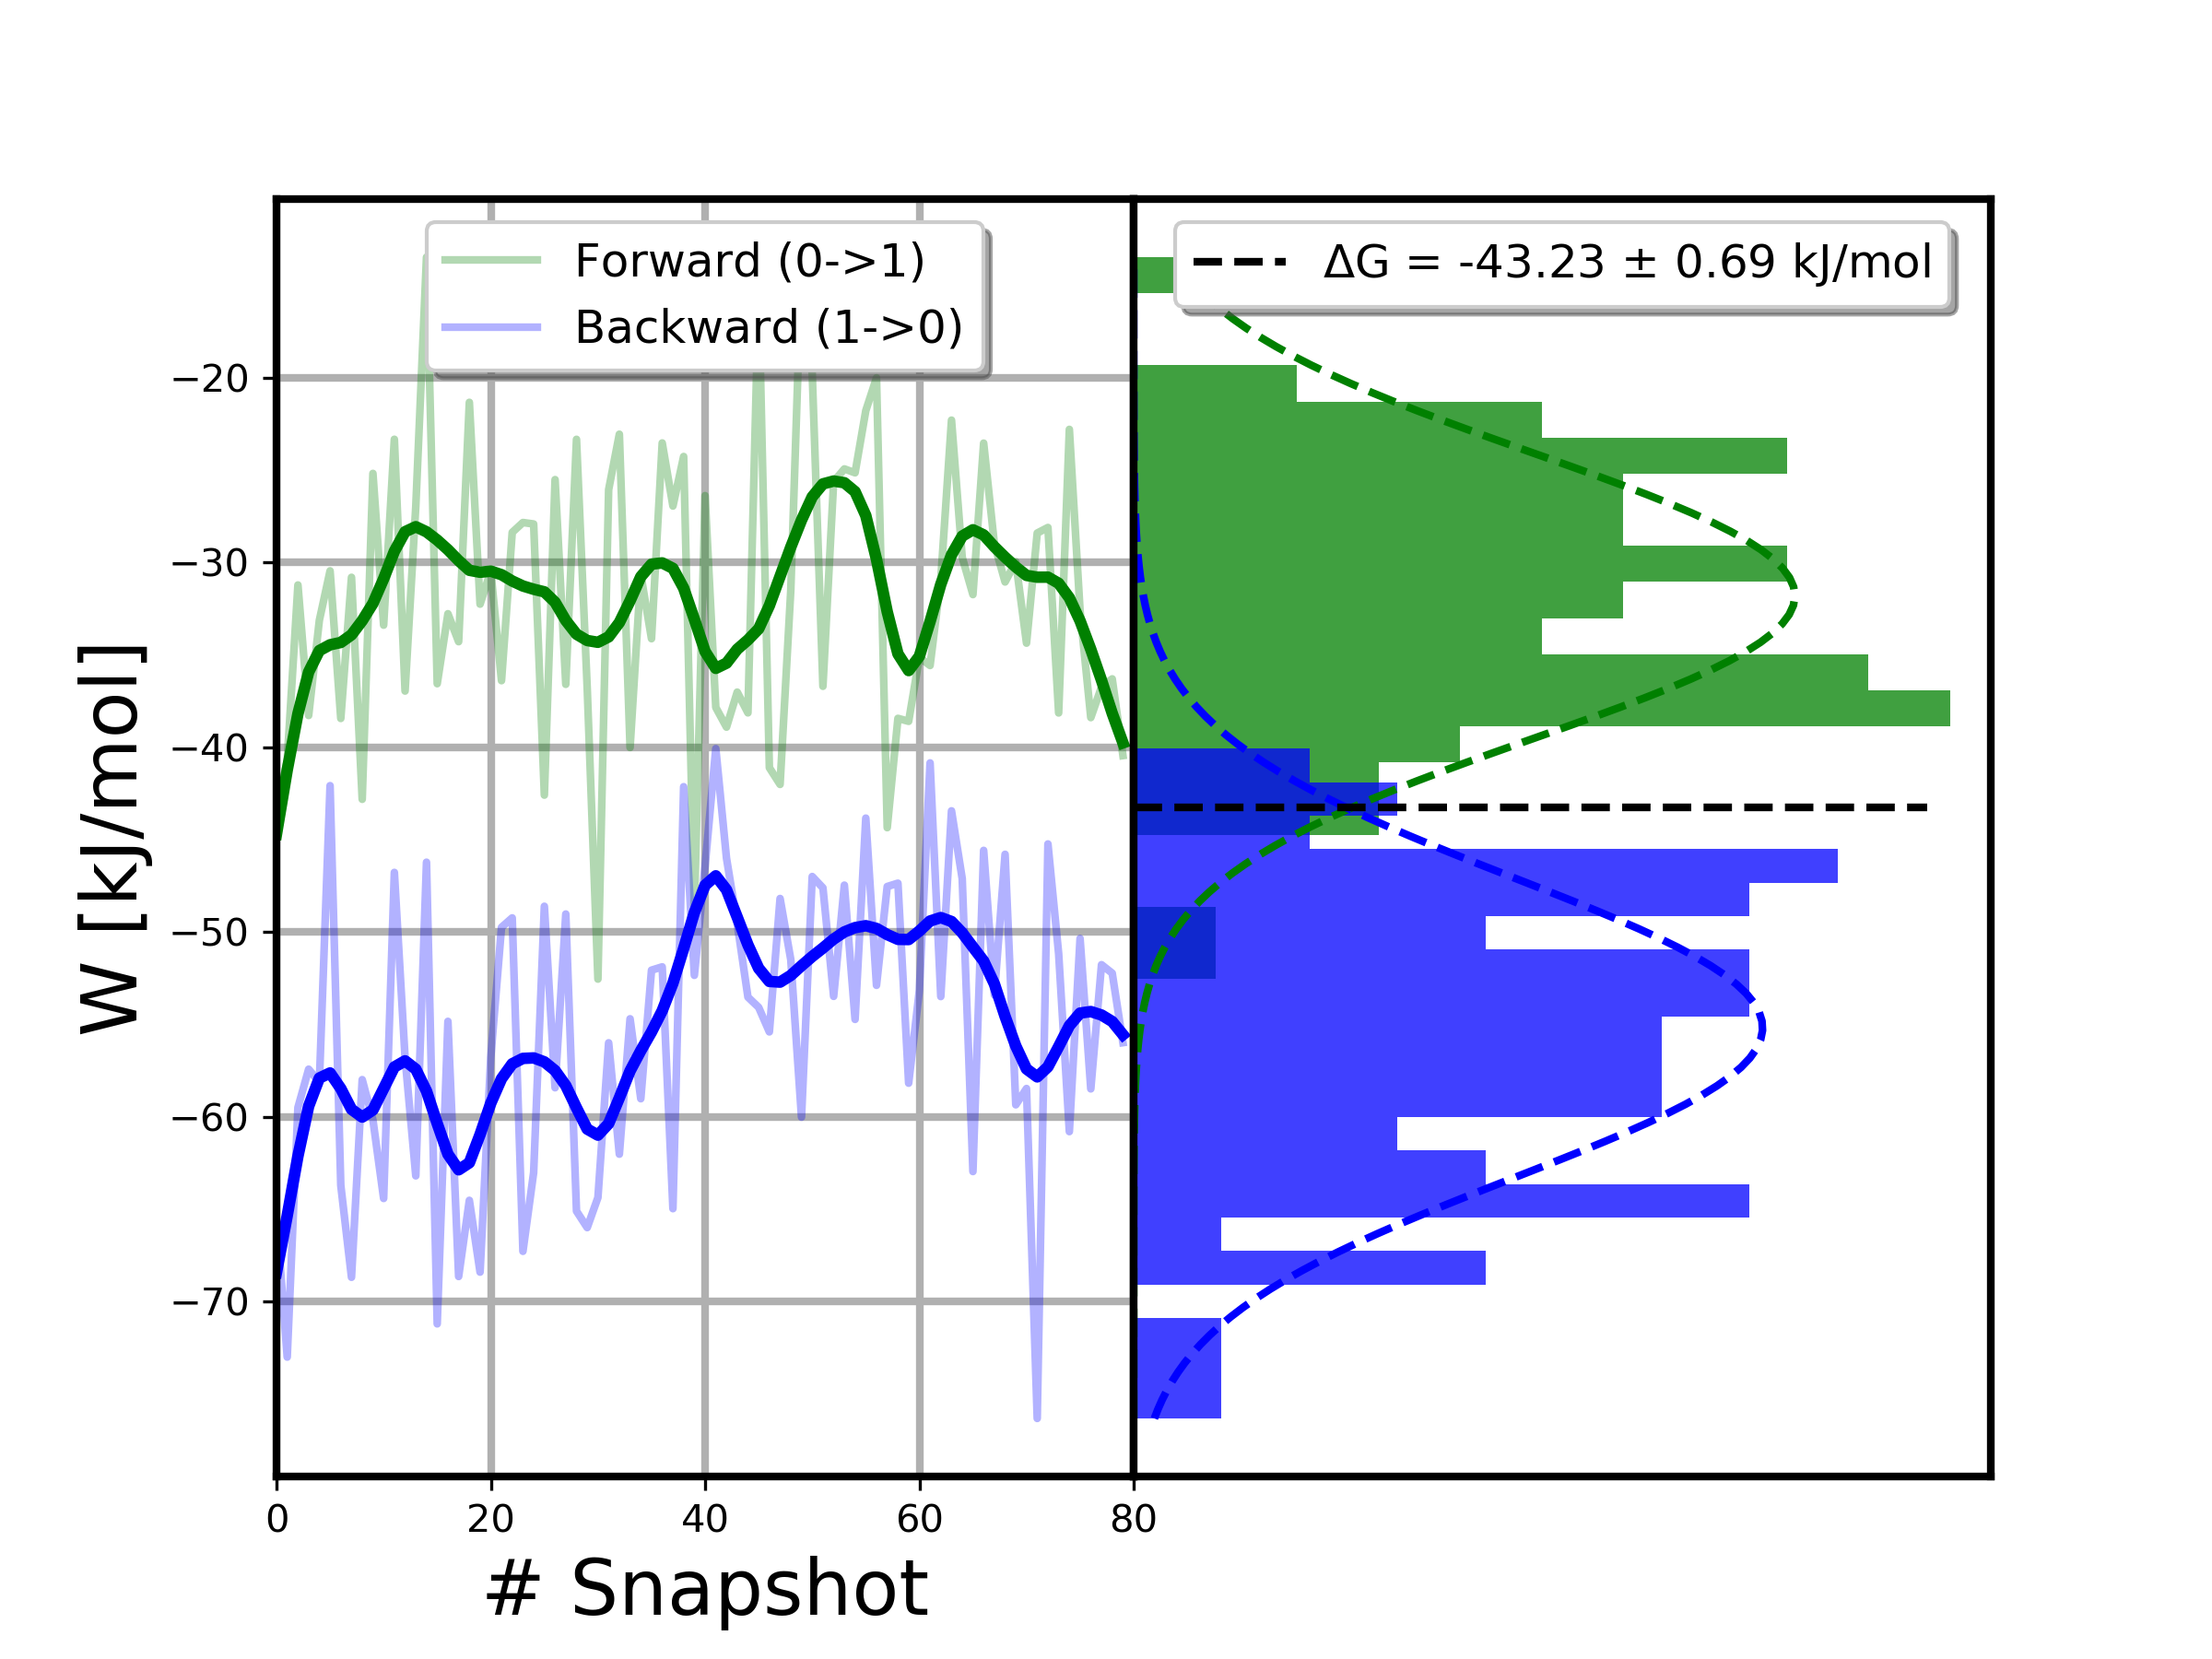 Forward (0->1)
Backward (1->0)
ΔG = -43.23 ± 0.69 kJ/mol
−20
−30
−40
−50
−60
−70
W [kJ/mol]
0 20 40 60 80
# Snapshot